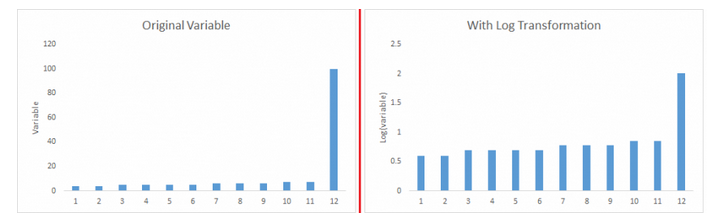 Original Variable
120
100
80
60
40
20
0
Variable
1 2 3 4 5 6 7 8 9 10 11 12
With Log Transformation
2.5
2
1.5
1
0.5
0
Log(variable)
1 2 3 4 5 6 7 8 9 10 11 12